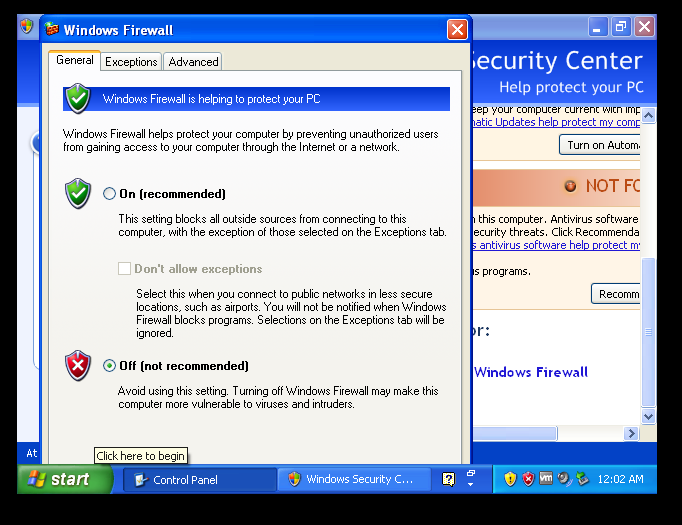 Windows Firewall
General
Exceptions
Advanced
Windows Firewall is helping to protect your PC
Windows Firewall helps protect your computer by preventing unauthorized users
from gaining access to your computer through the Internet or a network.
On (recommended)
This setting blocks all outside sources from connecting to this
computer, with the exception of those selected on the Exceptions tab.
Don't allow exceptions
Select this when you connect to public networks in less secure
locations, such as airports. You will not be notified when Windows
Firewall blocks programs. Selections on the Exceptions tab will be
ignored.
Off (not recommended)
Avoid using this setting. Turning off Windows Firewall may make this
computer more vulnerable to viruses and intruders.
Security Center
Help protect your PC
eep your computer current with imp
matic Updates help protect my comp
Turn on Autom
NOT FO
n this computer. Antivirus software
ecurity threats. Click Recommenda
s antivirus software help protect m
us programs.
Recomm
or:
Windows Firewall
At
Click here to begin
start
Control Panel
Windows Security C...
12:02 AM